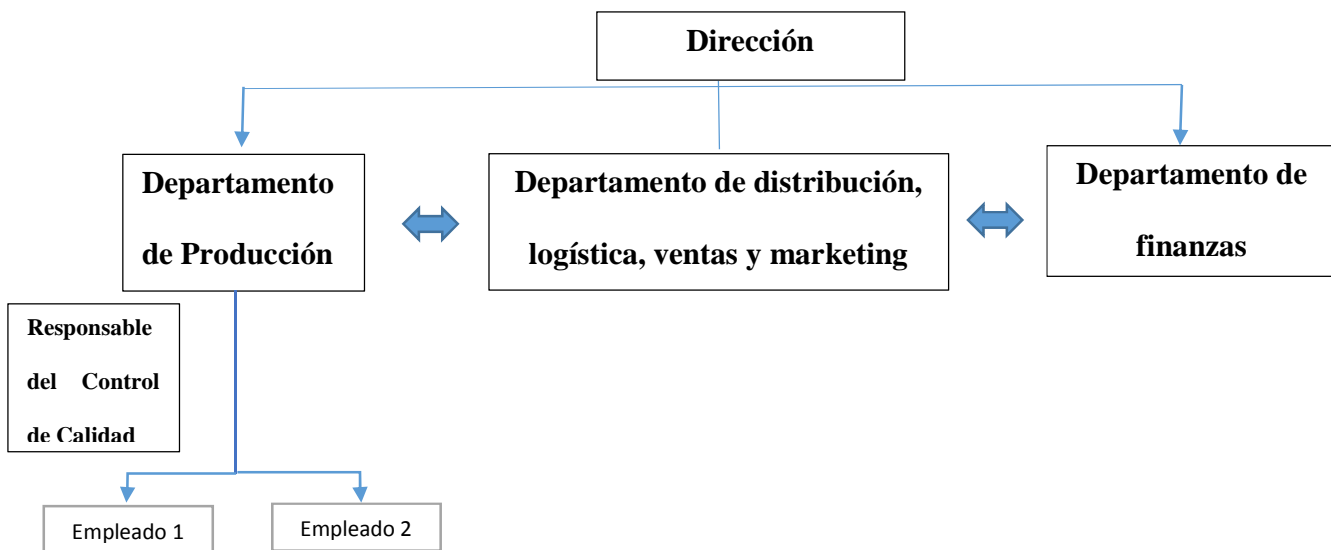 Dirección
Departamento
de Producción
Departamento de distribución,
logística, ventas y marketing
Departamento de
finanzas
Responsable
del Control
de Calidad
Empleado 1
Empleado 2